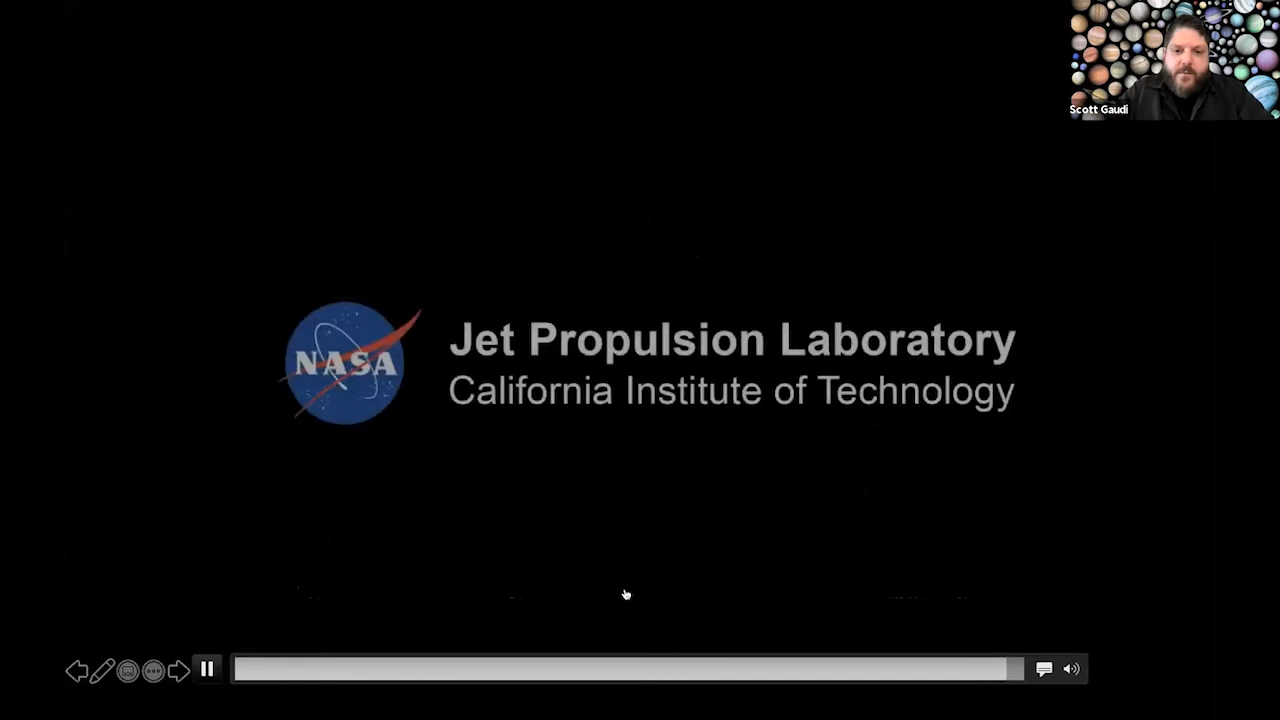 Scott Gaudi
NASA
Jet Propulsion Laboratory
California Institute of Technology